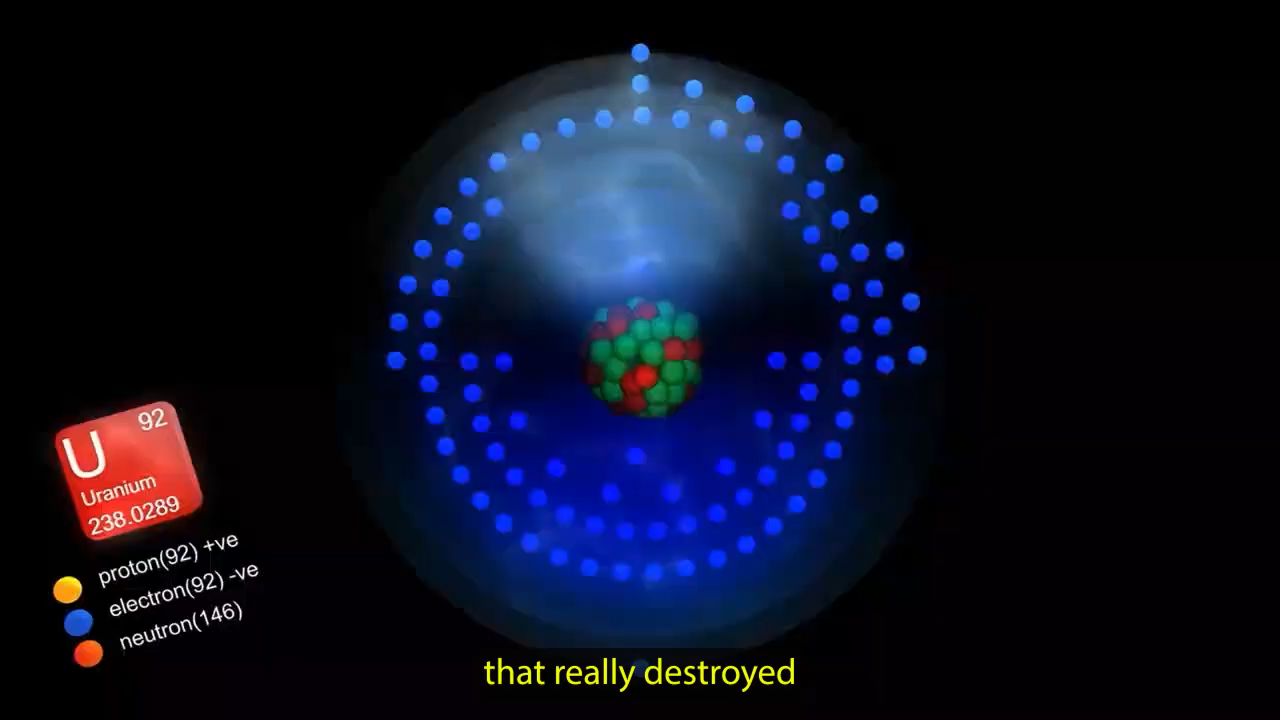 U 92
Uranium
238.0289
proton(92) +ve
electron(92) -ve
neutron(146)
that really destroyed